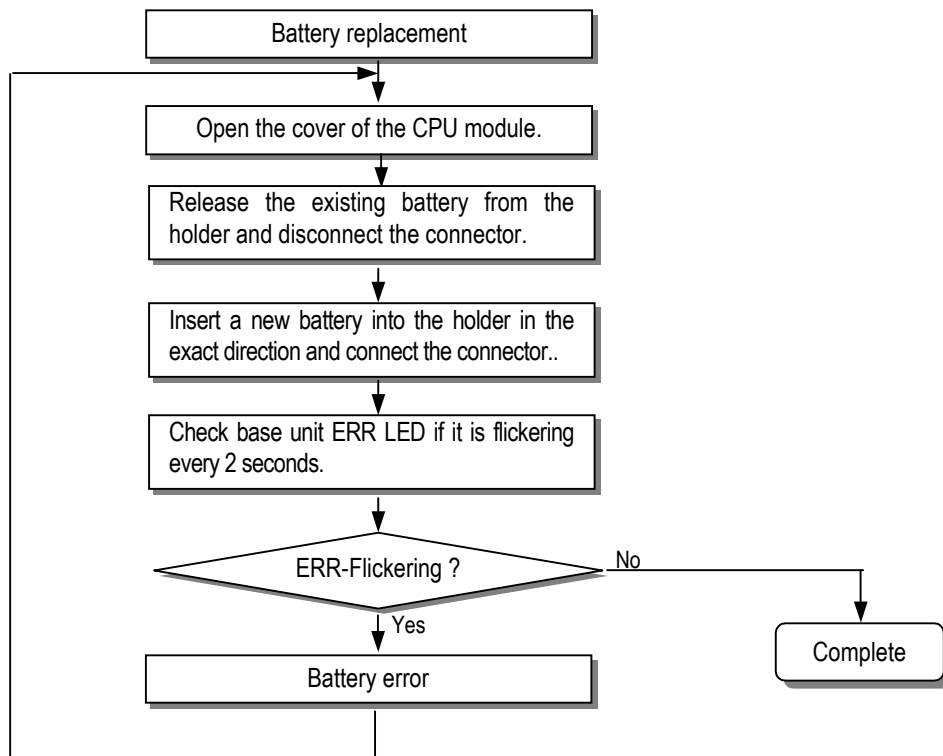 Battery replacement
Open the cover of the CPU module.
Release the existing battery from the
holder and disconnect the connector.
Insert a new battery into the holder in the
exact direction and connect the connector..
Check base unit ERR LED if it is flickering
every 2 seconds.
ERR-Flickering ?
No
Yes
Complete
Battery error